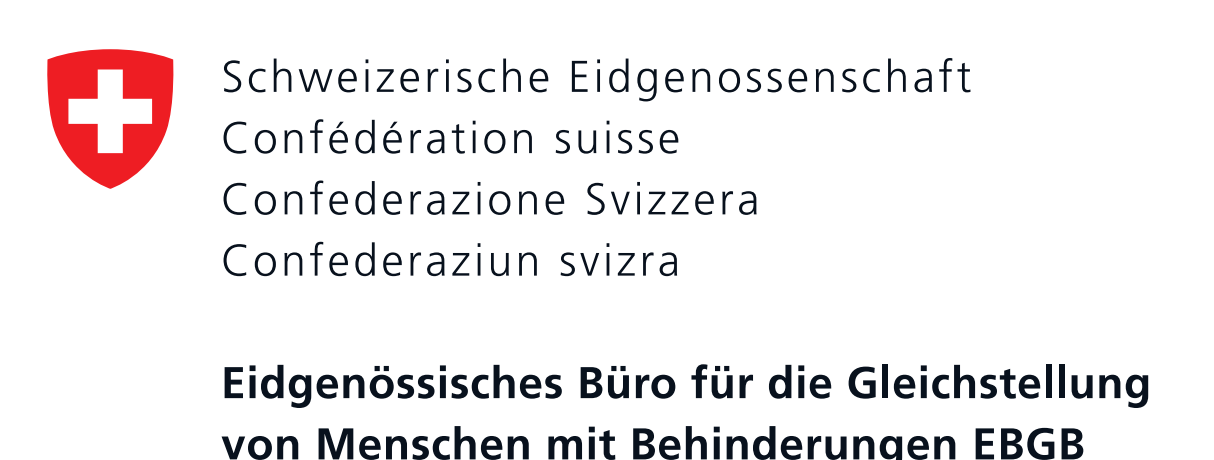 Schweizerische Eidgenossenschaft
Confédération suisse
Confederazione Svizzera
Confederaziun svizra
Eidgenössisches Büro für die Gleichstellung
von Menschen mit Behinderungen EBGB